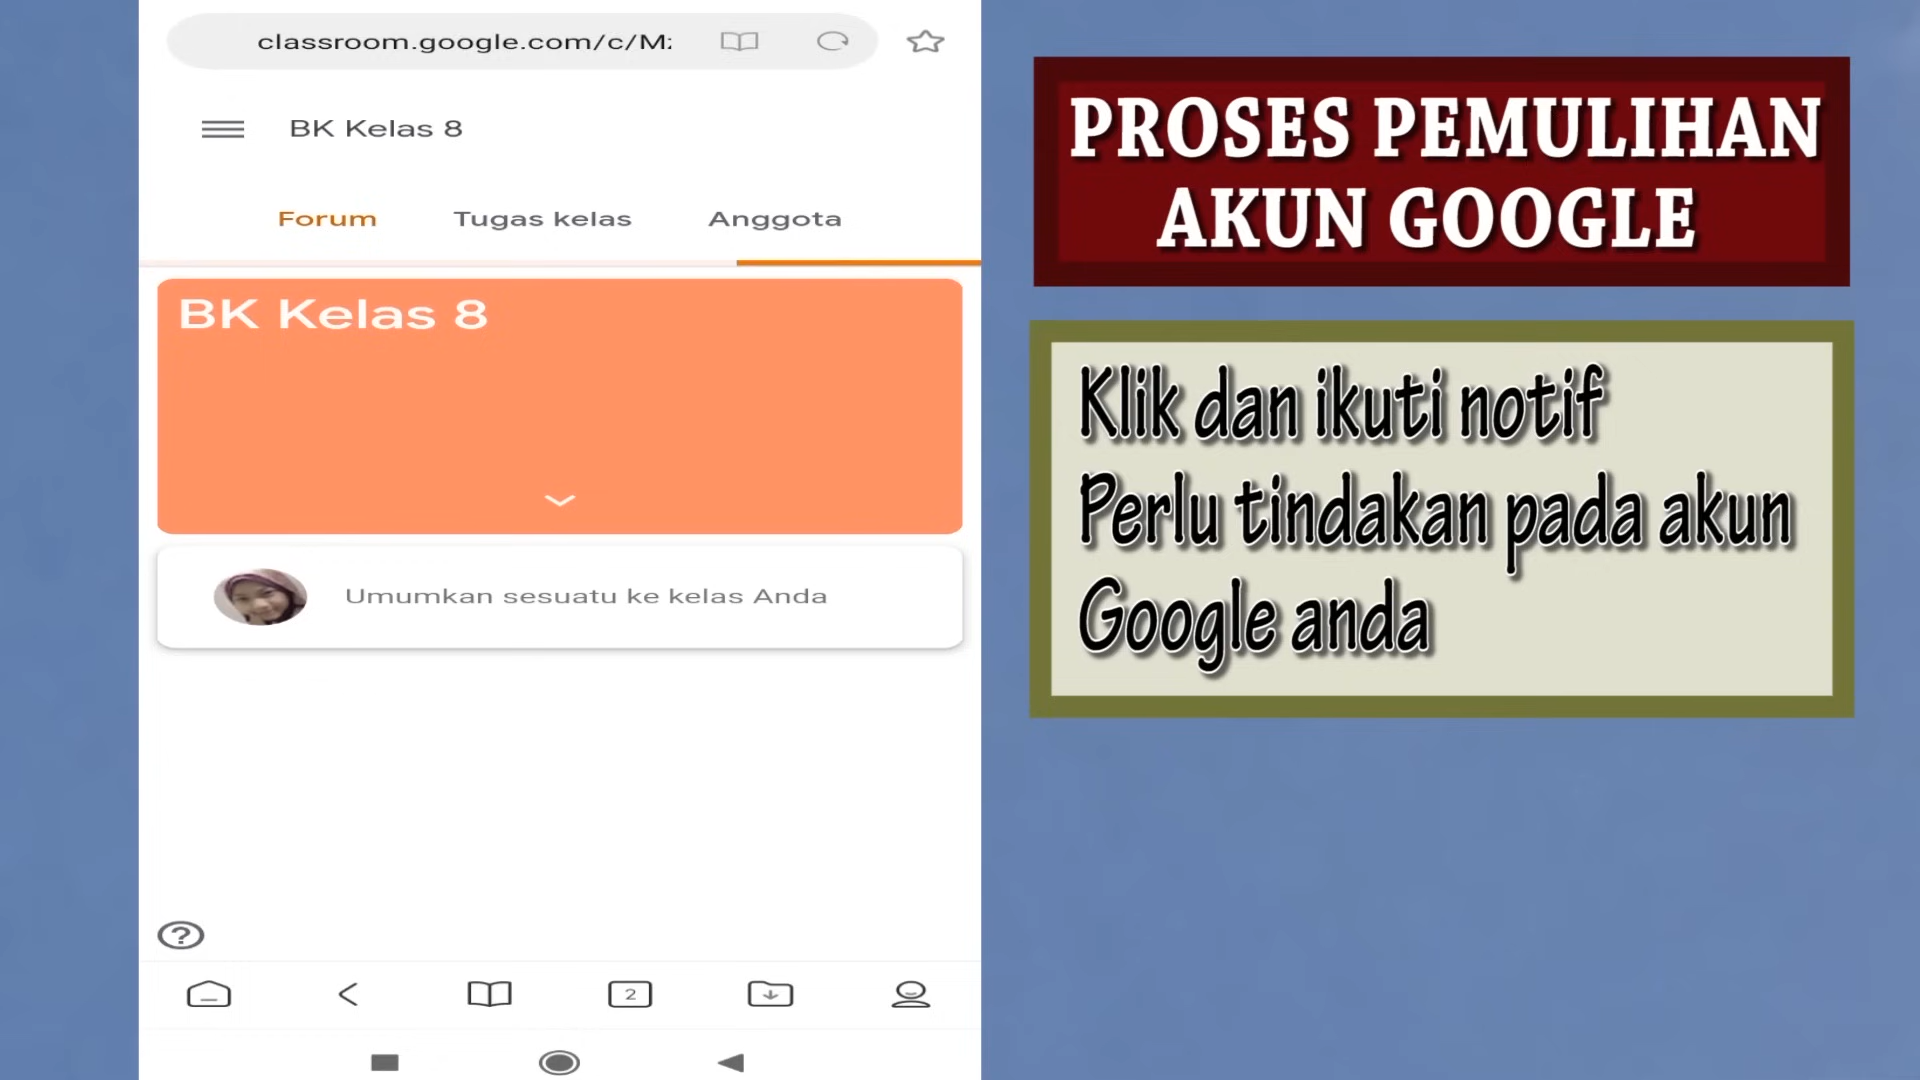 classroom.google.com/c/M
BK Kelas 8
Forum Tugas kelas Anggota
BK Kelas 8
Umumkan sesuatu ke kelas Anda
?
2
PROSES PEMULIHAN
AKUN GOOGLE
Klik dan ikuti notif
Perlu tindakan pada akun
Google anda